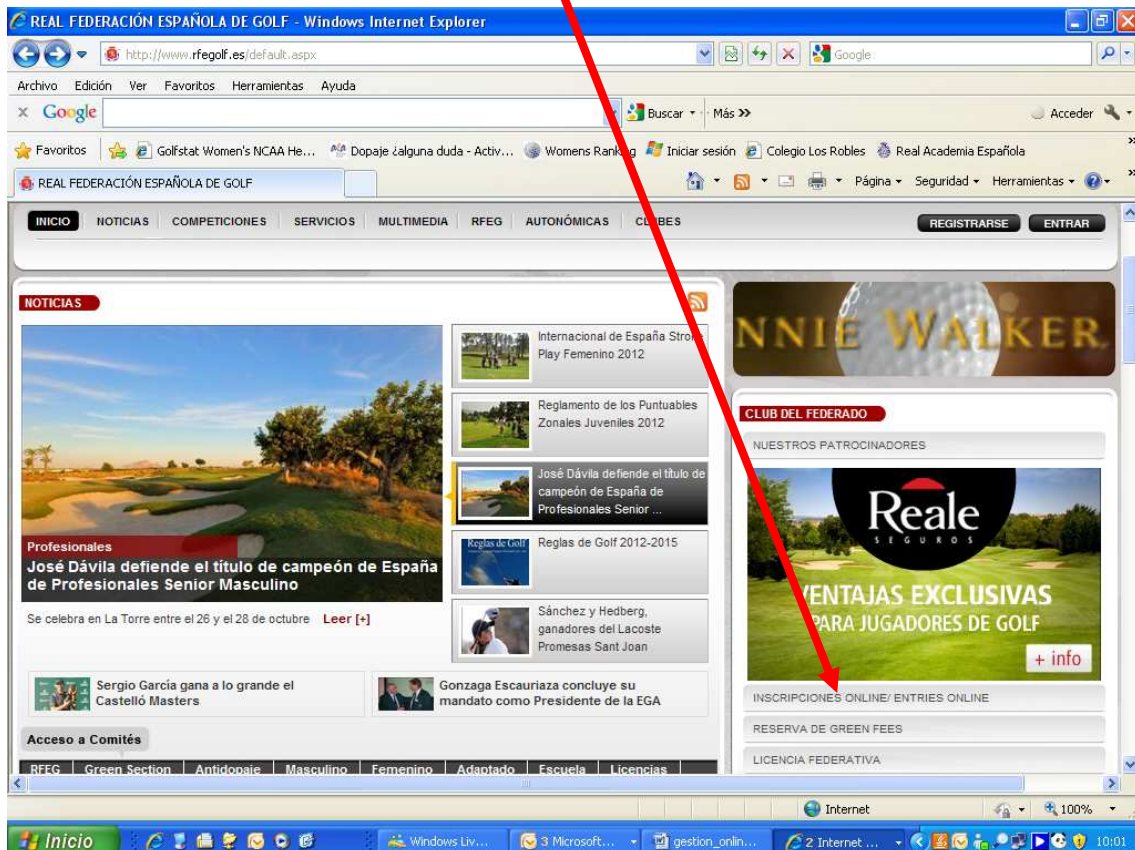 REAL FEDERACIÓN ESPAÑOLA DE GOLF - Windows Internet Explorer
http://www.rfegolf.es/default.aspx
Google
Archivo Edición Ver Favoritos Herramientas Ayuda
x Google Buscar Más >> Acceder
Favoritos Golfstat Women's NCAA He... Dopaje ¿alguna duda - Activ... Womens Ranking Iniciar sesión Colegio Los Robles Real Academia Española
REAL FEDERACIÓN ESPAÑOLA DE GOLF Página Seguridad Herramientas
INICIO NOTICIAS COMPETICIONES SERVICIOS MULTIMEDIA RFEG AUTONÓMICAS CLUBES REGISTRARSE ENTRAR
NOTICIAS
Profesionales
José Dávila defiende el título de campeón de España
de Profesionales Senior Masculino
Se celebra en La Torre entre el 26 y el 28 de octubre Leer [+]
Internacional de España Stroke
Play Femenino 2012
Reglamento de los Puntuables
Zonales Juveniles 2012
José Dávila defiende el título de
campeón de España de
Profesionales Senior ...
Reglas de Golf
Reglas de Golf 2012-2015
Sánchez y Hedberg,
ganadores del Lacoste
Promesas Sant Joan
Sergio García gana a lo grande el
Castelló Masters
Gonzaga Escauriaza concluye su
mandato como Presidente de la EGA
Acceso a Comités
RFEG Green Section Antidopaje Masculino Femenino Adaptado Escuela Licencias
NNIE WALKER.
CLUB DEL FEDERADO
NUESTROS PATROCINADORES
Reale
SEGUROS
VENTAJAS EXCLUSIVAS
PARA JUGADORES DE GOLF
+ info
INSCRIPCIONES ONLINE/ ENTRIES ONLINE
RESERVA DE GREEN FEES
LICENCIA FEDERATIVA
Internet 100%
Inicio Windows Liv... 3 Microsoft... gestion_onlin... 2 Internet ... 10:01